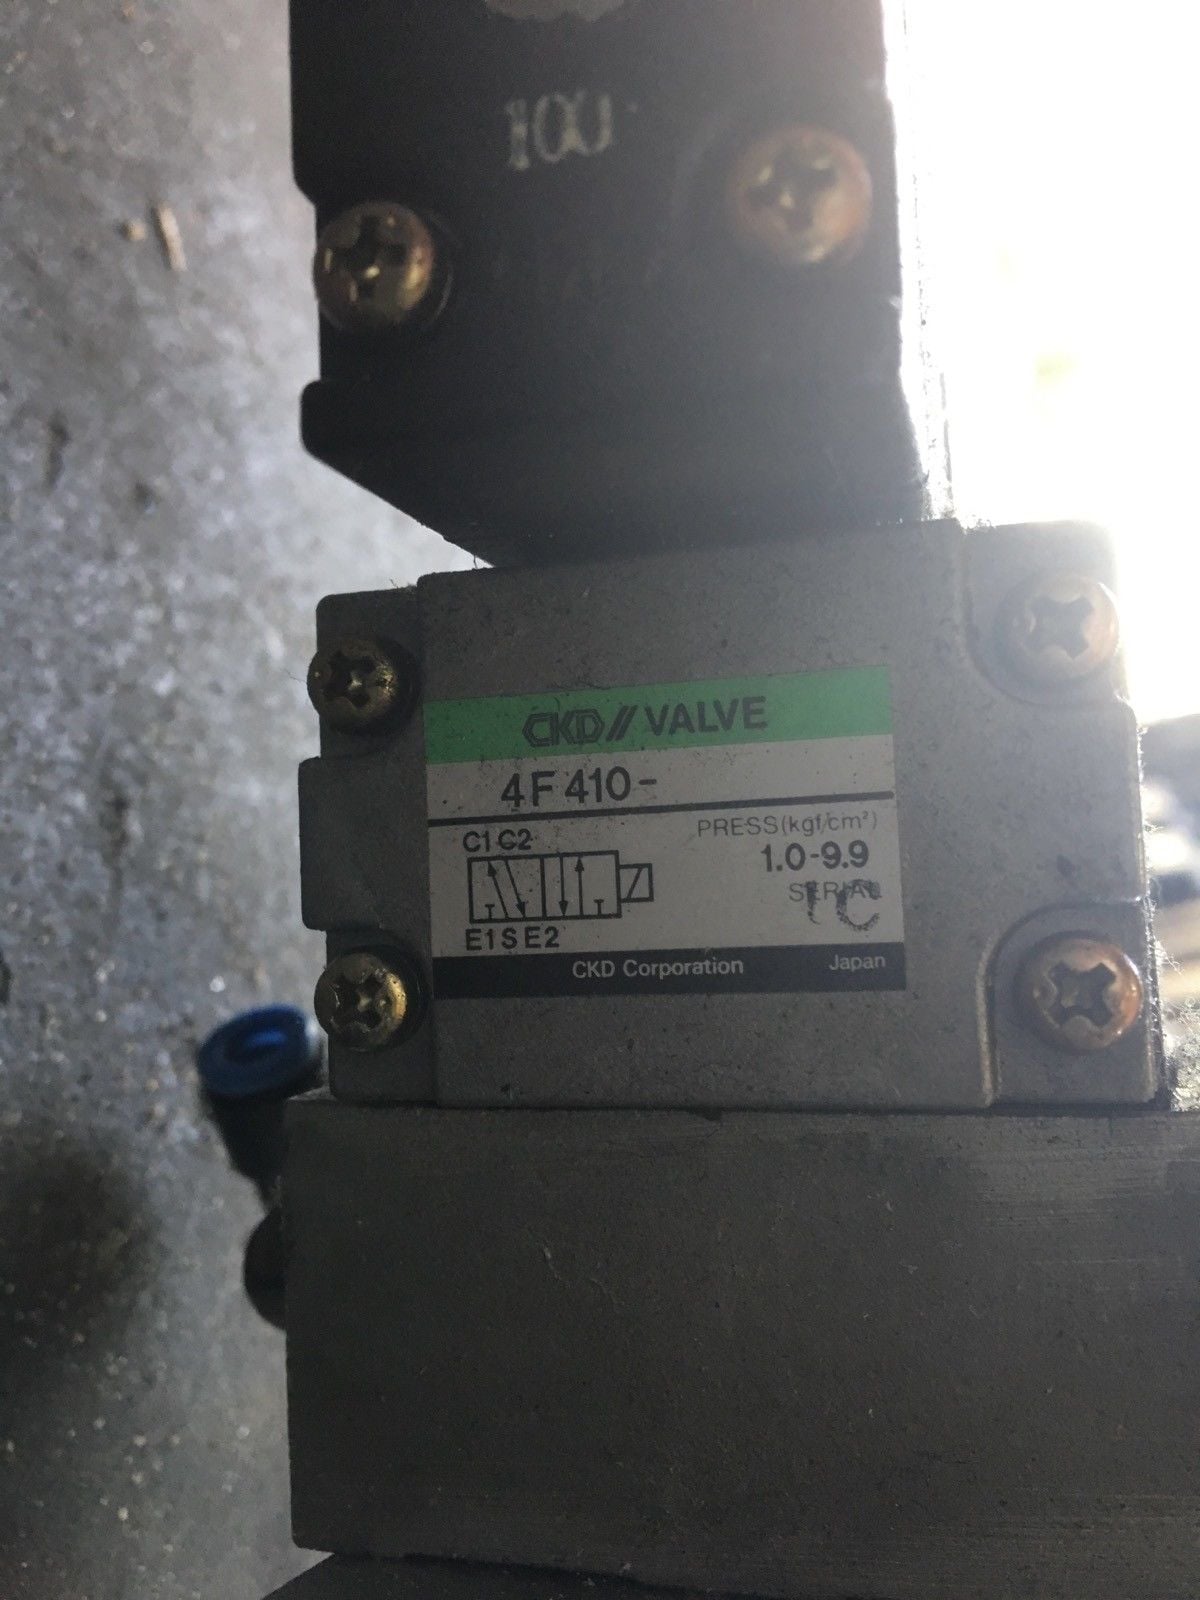 100
CKD VALVE
4F410-
C1 C2
PRESS(kgf/cm²)
1.0-9.9
SERIAL
1C
E1 S E2
CKD Corporation Japan